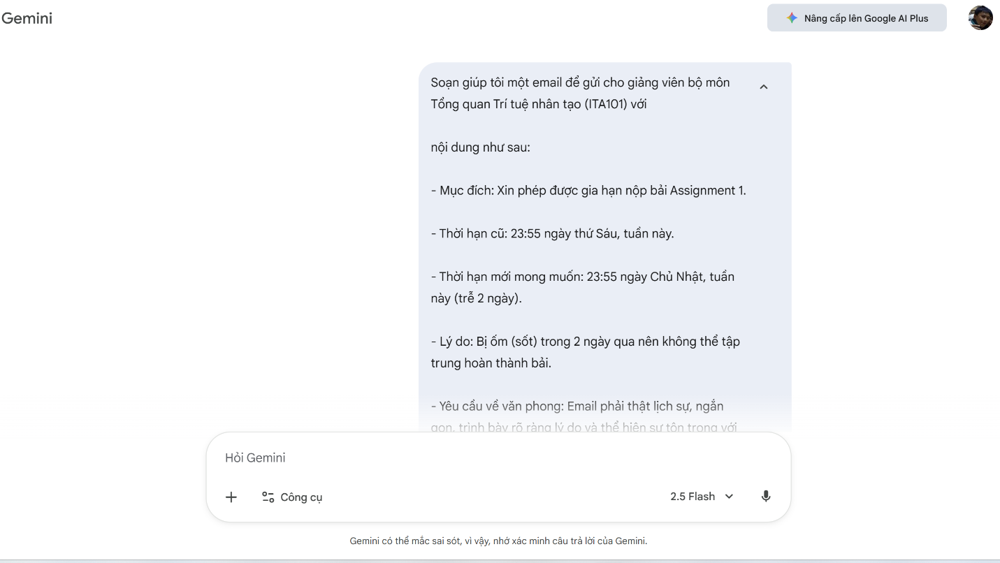 Gemini
Nâng cấp lên Google AI Plus
Soạn giúp tôi một email để gửi cho giảng viên bộ môn
Tổng quan Trí tuệ nhân tạo (ITA101) với
nội dung như sau:
- Mục đích: Xin phép được gia hạn nộp bài Assignment 1.
- Thời hạn cũ: 23:55 ngày thứ Sáu, tuần này.
- Thời hạn mới mong muốn: 23:55 ngày Chủ Nhật, tuần
này (trễ 2 ngày).
- Lý do: Bị ốm (sốt) trong 2 ngày qua nên không thể tập
trung hoàn thành bài.
- Yêu cầu về văn phong: Email phải thật lịch sự, ngắn
gọn, trình bày rõ ràng lý do và thể hiện sự tôn trọng với
Hỏi Gemini
Công cụ
2.5 Flash
Gemini có thể mắc sai sót, vì vậy, nhớ xác minh câu trả lời của Gemini.